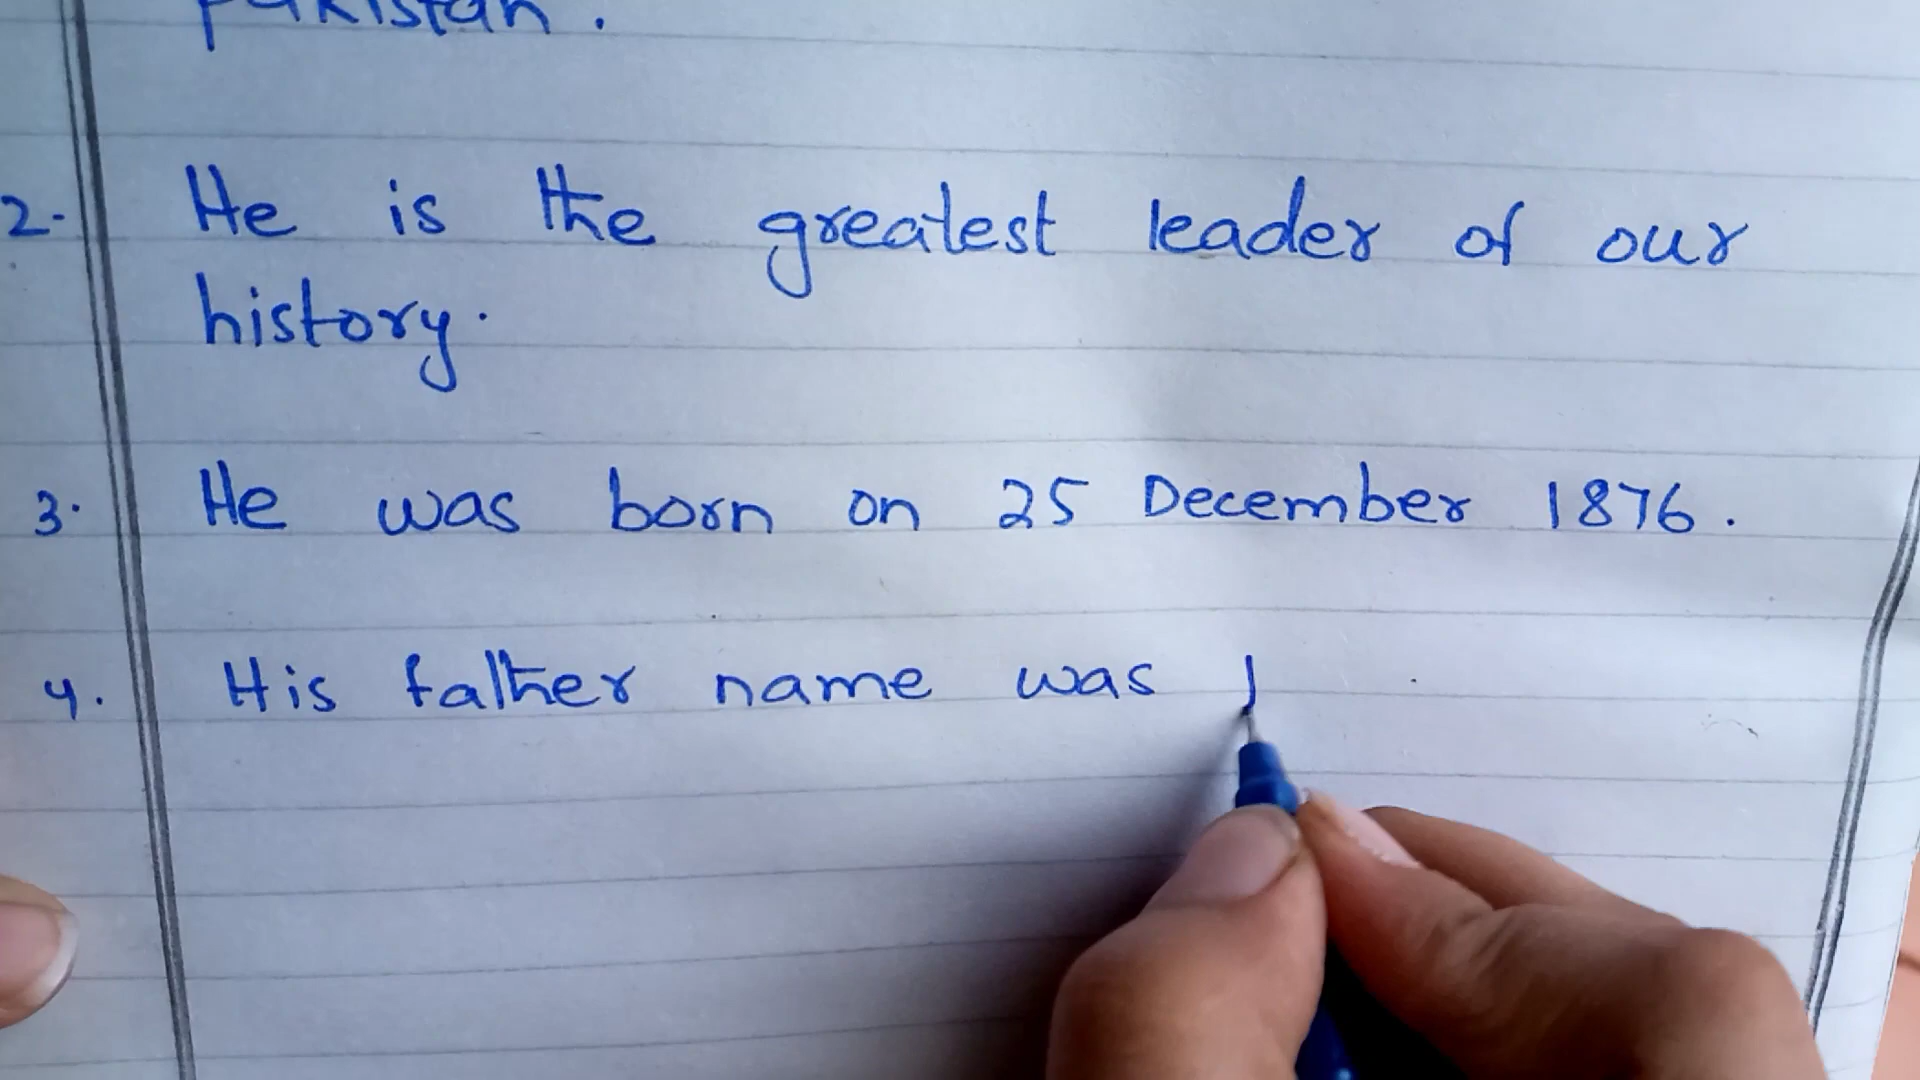 pakistan.
2. He is the greatest leader of our
history.
3. He was born on 25 December 1876.
4. His father name was J